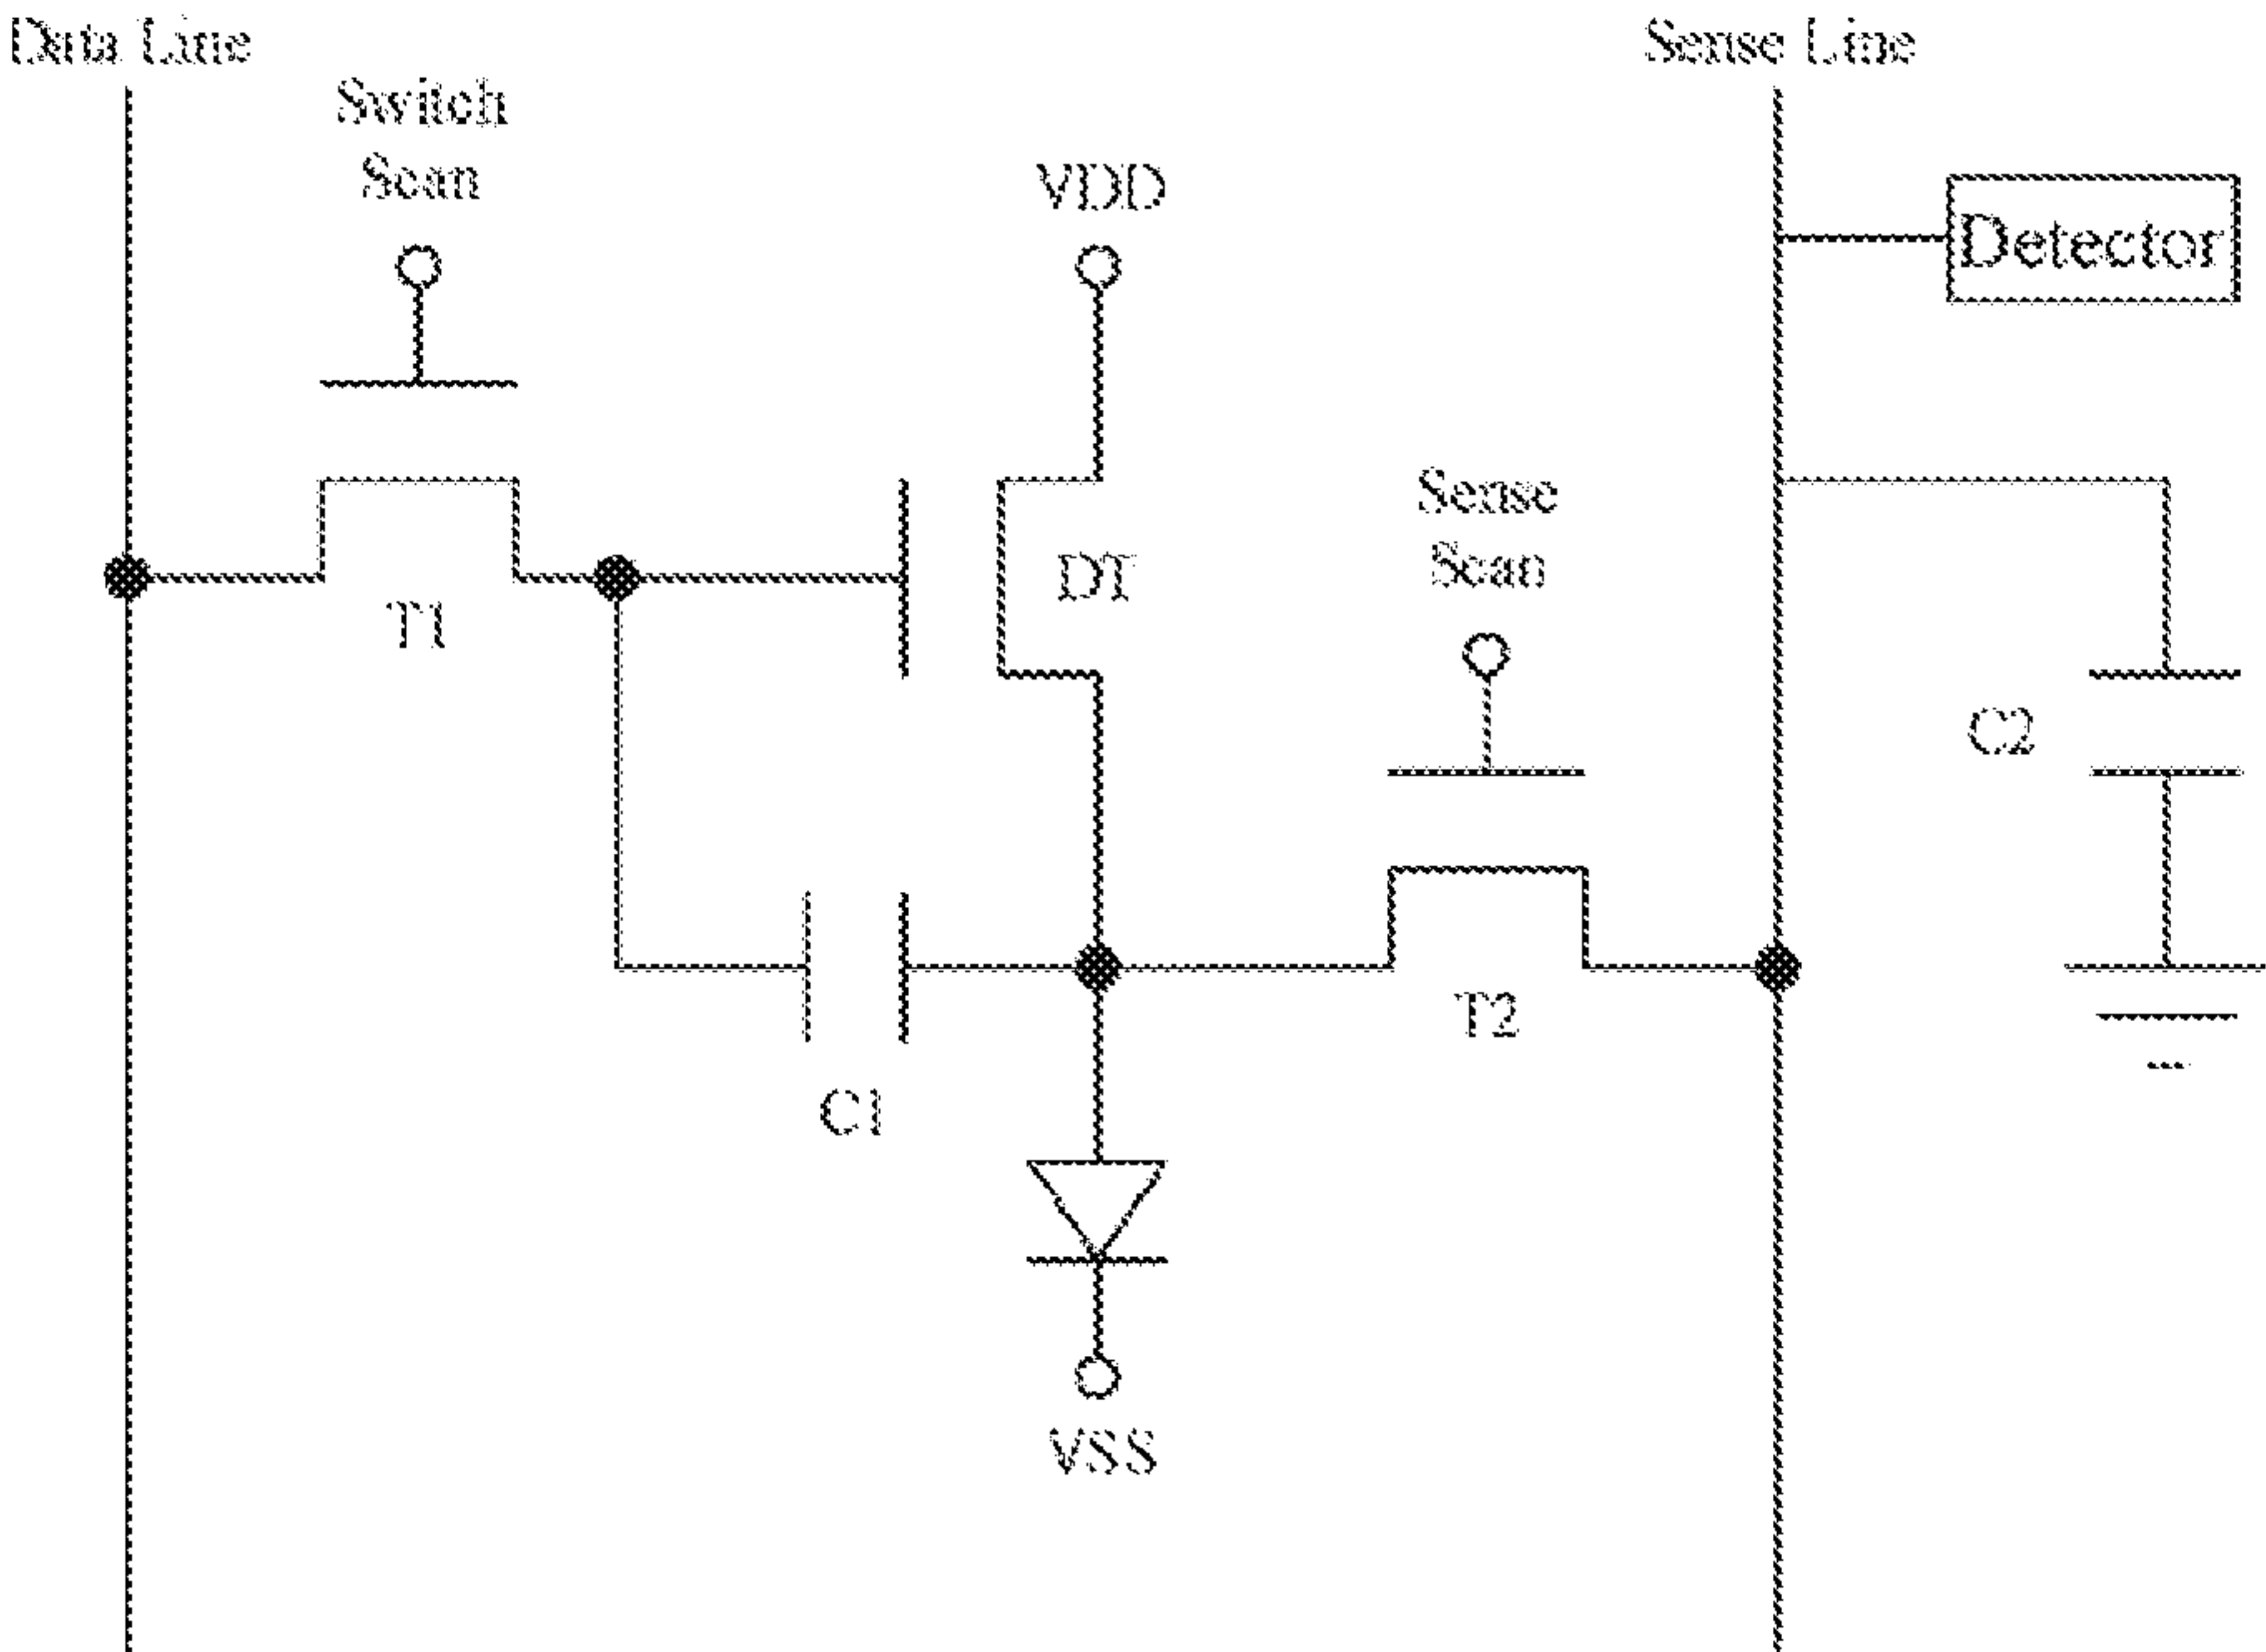 Data Line
Sense Line
Switch
Scan
VDD
Detector
Sense
Scan
DT
T1
C2
T2
C1
VSS